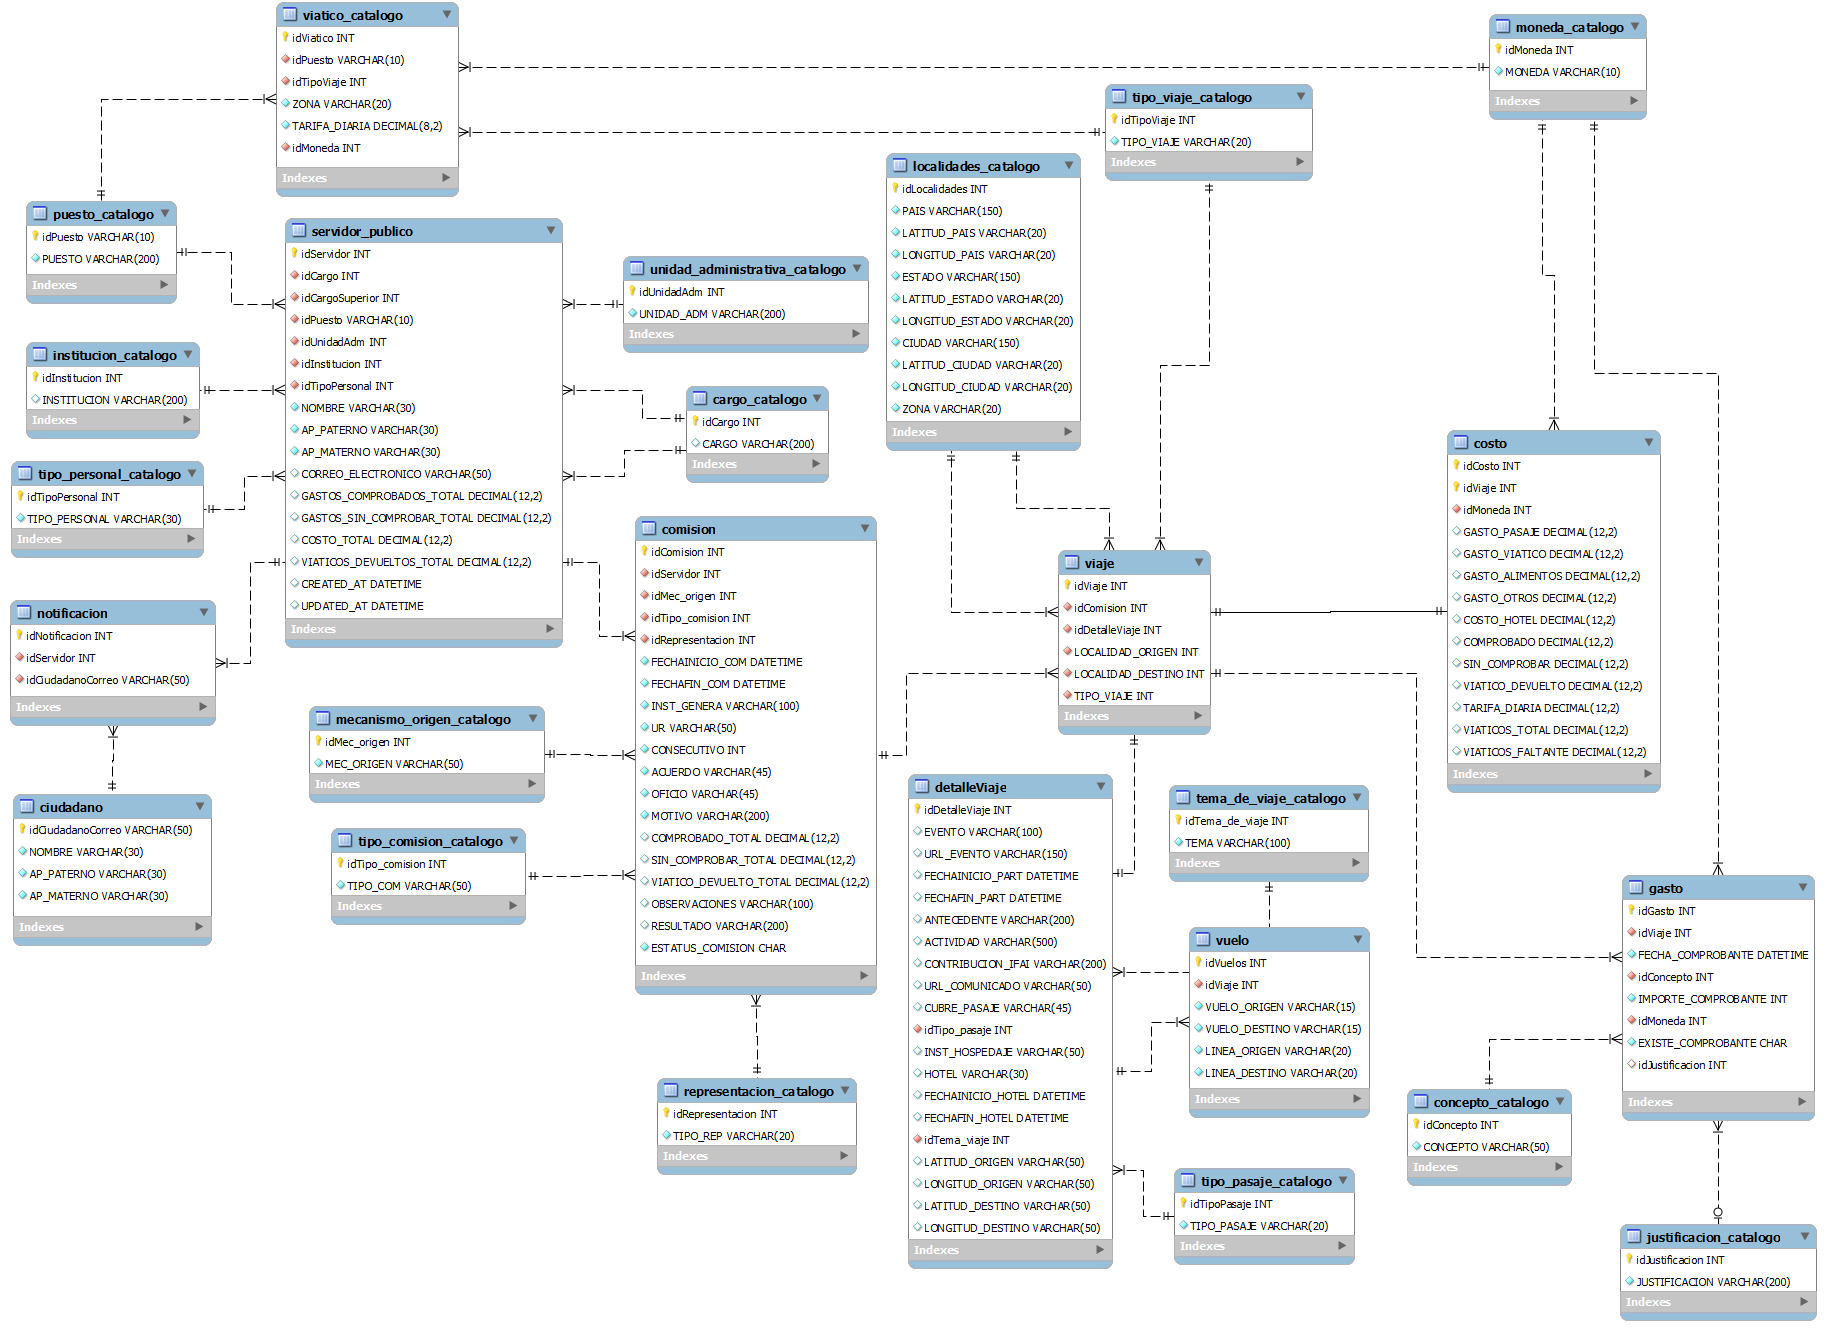 viatico_catalogo
idViatico INT
idPuesto VARCHAR(10)
idTipoViaje INT
ZONA VARCHAR(20)
TARIFA_DIARIA DECIMAL(8,2)
idMoneda INT
Indexes
moneda_catalogo
idMoneda INT
MONEDA VARCHAR(10)
Indexes
tipo_viaje_catalogo
idTipoViaje INT
TIPO_VIAJE VARCHAR(20)
Indexes
localidades_catalogo
idLocalidades INT
PAIS VARCHAR(150)
LATITUD_PAIS VARCHAR(20)
LONGITUD_PAIS VARCHAR(20)
ESTADO VARCHAR(150)
LATITUD_ESTADO VARCHAR(20)
LONGITUD_ESTADO VARCHAR(20)
CIUDAD VARCHAR(150)
LATITUD_CIUDAD VARCHAR(20)
LONGITUD_CIUDAD VARCHAR(20)
ZONA VARCHAR(20)
Indexes
puesto_catalogo
idPuesto VARCHAR(10)
PUESTO VARCHAR(200)
Indexes
servidor_publico
idServidor INT
idCargo INT
idCargoSuperior INT
idPuesto VARCHAR(10)
idUnidadAdm INT
idInstitucion INT
idTipoPersonal INT
NOMBRE VARCHAR(30)
AP_PATERNO VARCHAR(30)
AP_MATERNO VARCHAR(30)
CORREO_ELECTRONICO VARCHAR(50)
GASTOS_COMPROBADOS_TOTAL DECIMAL(12,2)
GASTOS_SIN_COMPROBAR_TOTAL DECIMAL(12,2)
COSTO_TOTAL DECIMAL(12,2)
VIATICOS_DEVUELTOS_TOTAL DECIMAL(12,2)
CREATED_AT DATETIME
UPDATED_AT DATETIME
Indexes
unidad_administrativa_catalogo
idUnidadAdm INT
UNIDAD_ADM VARCHAR(200)
Indexes
institucion_catalogo
idInstitucion INT
INSTITUCION VARCHAR(200)
Indexes
cargo_catalogo
idCargo INT
CARGO VARCHAR(200)
Indexes
tipo_personal_catalogo
idTipoPersonal INT
TIPO_PERSONAL VARCHAR(30)
Indexes
costo
idCosto INT
idViaje INT
idMoneda INT
GASTO_PASAJE DECIMAL(12,2)
GASTO_VIATICO DECIMAL(12,2)
GASTO_ALIMENTOS DECIMAL(12,2)
GASTO_OTROS DECIMAL(12,2)
COSTO_HOTEL DECIMAL(12,2)
COMPROBADO DECIMAL(12,2)
SIN_COMPROBAR DECIMAL(12,2)
VIATICO_DEVUELTO DECIMAL(12,2)
TARIFA_DIARIA DECIMAL(12,2)
VIATICOS_TOTAL DECIMAL(12,2)
VIATICOS_FALTANTE DECIMAL(12,2)
Indexes
comision
idComision INT
idServidor INT
idMec_origen INT
idTipo_comision INT
idRepresentacion INT
FECHAINICIO_COM DATETIME
FECHAFIN_COM DATETIME
INST_GENERA VARCHAR(100)
UR VARCHAR(50)
CONSECUTIVO INT
ACUERDO VARCHAR(45)
OFICIO VARCHAR(45)
MOTIVO VARCHAR(200)
COMPROBADO_TOTAL DECIMAL(12,2)
SIN_COMPROBAR_TOTAL DECIMAL(12,2)
VIATICO_DEVUELTO_TOTAL DECIMAL(12,2)
OBSERVACIONES VARCHAR(100)
RESULTADO VARCHAR(200)
ESTATUS_COMISION CHAR
Indexes
viaje
idViaje INT
idComision INT
idDetalleViaje INT
LOCALIDAD_ORIGEN INT
LOCALIDAD_DESTINO INT
TIPO_VIAJE INT
Indexes
notificacion
idNotificacion INT
idServidor INT
idCiudadanoCorreo VARCHAR(50)
Indexes
mecanismo_origen_catalogo
idMec_origen INT
MEC_ORIGEN VARCHAR(50)
Indexes
ciudadano
idCiudadanoCorreo VARCHAR(50)
NOMBRE VARCHAR(30)
AP_PATERNO VARCHAR(30)
AP_MATERNO VARCHAR(30)
Indexes
tipo_comision_catalogo
idTipo_comision INT
TIPO_COM VARCHAR(50)
Indexes
detalleViaje
idDetalleViaje INT
EVENTO VARCHAR(100)
URL_EVENTO VARCHAR(150)
FECHAINICIO_PART DATETIME
FECHAFIN_PART DATETIME
ANTECEDENTE VARCHAR(200)
ACTIVIDAD VARCHAR(500)
CONTRIBUCION_IFAI VARCHAR(200)
URL_COMUNICADO VARCHAR(50)
CUBRE_PASAJE VARCHAR(45)
idTipo_pasaje INT
INST_HOSPEDAJE VARCHAR(50)
HOTEL VARCHAR(30)
FECHAINICIO_HOTEL DATETIME
FECHAFIN_HOTEL DATETIME
idTema_viaje INT
LATITUD_ORIGEN VARCHAR(50)
LONGITUD_ORIGEN VARCHAR(50)
LATITUD_DESTINO VARCHAR(50)
LONGITUD_DESTINO VARCHAR(50)
Indexes
tema_de_viaje_catalogo
idTema_de_viaje INT
TEMA VARCHAR(100)
Indexes
vuelo
idVuelos INT
idViaje INT
VUELO_ORIGEN VARCHAR(15)
VUELO_DESTINO VARCHAR(15)
LINEA_ORIGEN VARCHAR(20)
LINEA_DESTINO VARCHAR(20)
Indexes
gasto
idGasto INT
idViaje INT
FECHA_COMPROBANTE DATETIME
idConcepto INT
IMPORTE_COMPROBANTE INT
idMoneda INT
EXISTE_COMPROBANTE CHAR
idJustificacion INT
Indexes
representacion_catalogo
idRepresentacion INT
TIPO_REP VARCHAR(20)
Indexes
concepto_catalogo
idConcepto INT
CONCEPTO VARCHAR(50)
Indexes
tipo_pasaje_catalogo
idTipoPasaje INT
TIPO_PASAJE VARCHAR(20)
Indexes
justificacion_catalogo
idJustificacion INT
JUSTIFICACION VARCHAR(200)
Indexes